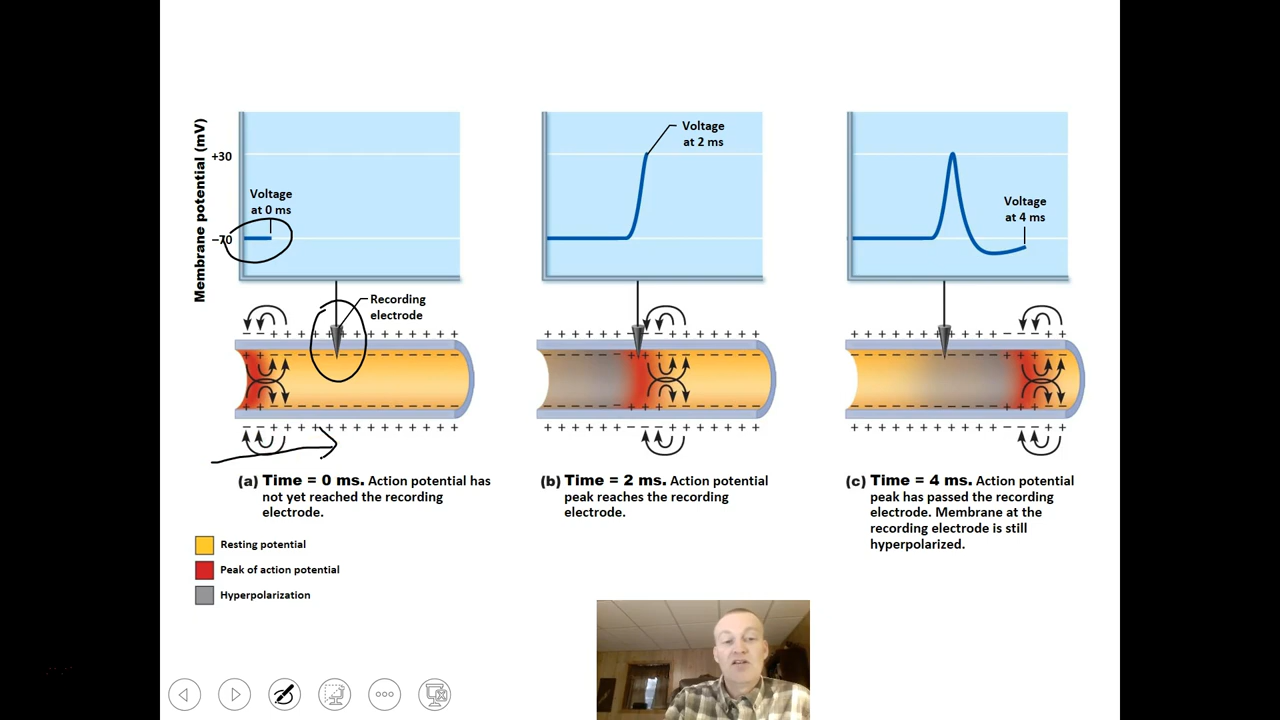 Membrane potential (mV)
+30
−70
Voltage
at 0 ms
Recording
electrode
Voltage
at 2 ms
Voltage
at 4 ms
(a) Time = 0 ms. Action potential has
not yet reached the recording
electrode.
(b) Time = 2 ms. Action potential
peak reaches the recording
electrode.
(c) Time = 4 ms. Action potential
peak has passed the recording
electrode. Membrane at the
recording electrode is still
hyperpolarized.
Resting potential
Peak of action potential
Hyperpolarization